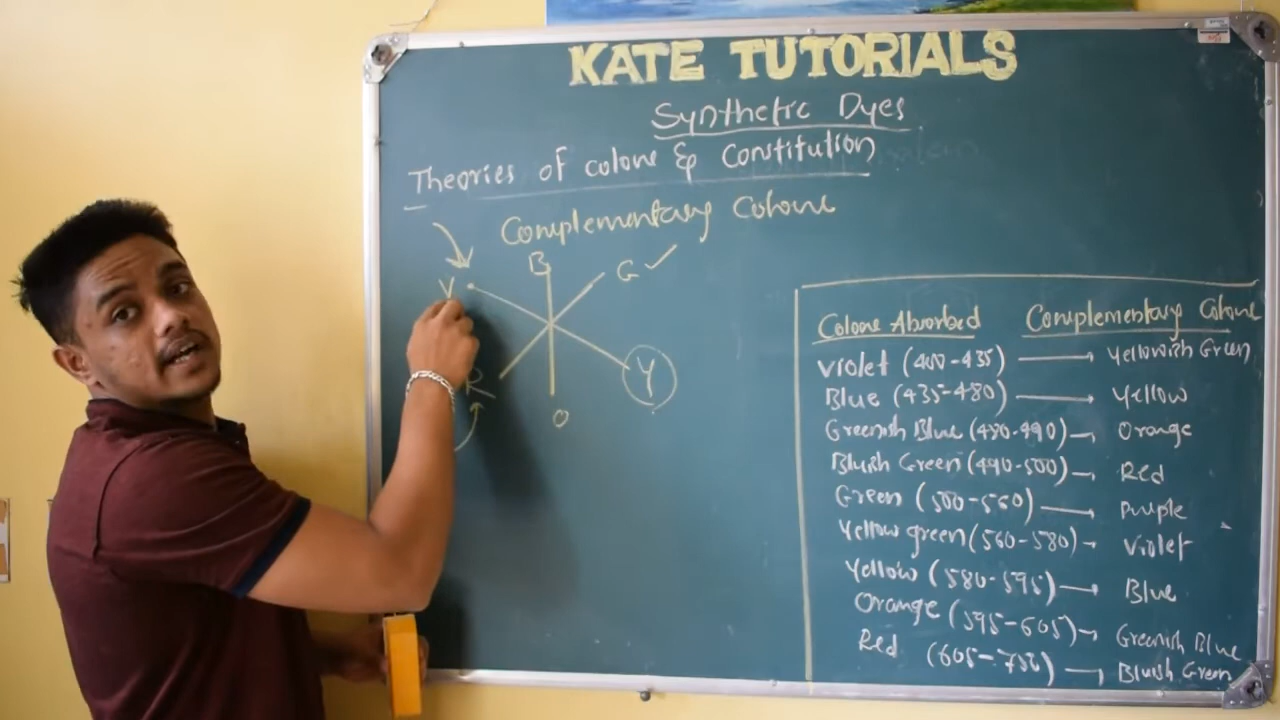 KATE TUTORIALS
Synthetic Dyes
Theories of colour & Constitution
Complementary Colour
B
G ✓
V
Y
R
O
Colour Absorbed Complementary Colour
Violet (400-435) → Yellowish Green
Blue (435-480) → Yellow
Greenish Blue (480-490) → Orange
Bluish Green (490-500) → Red
Green (500-560) → Purple
Yellow green (560-580) → Violet
Yellow (580-595) → Blue
Orange (595-605) → Greenish Blue
Red (605-750) → Bluish Green